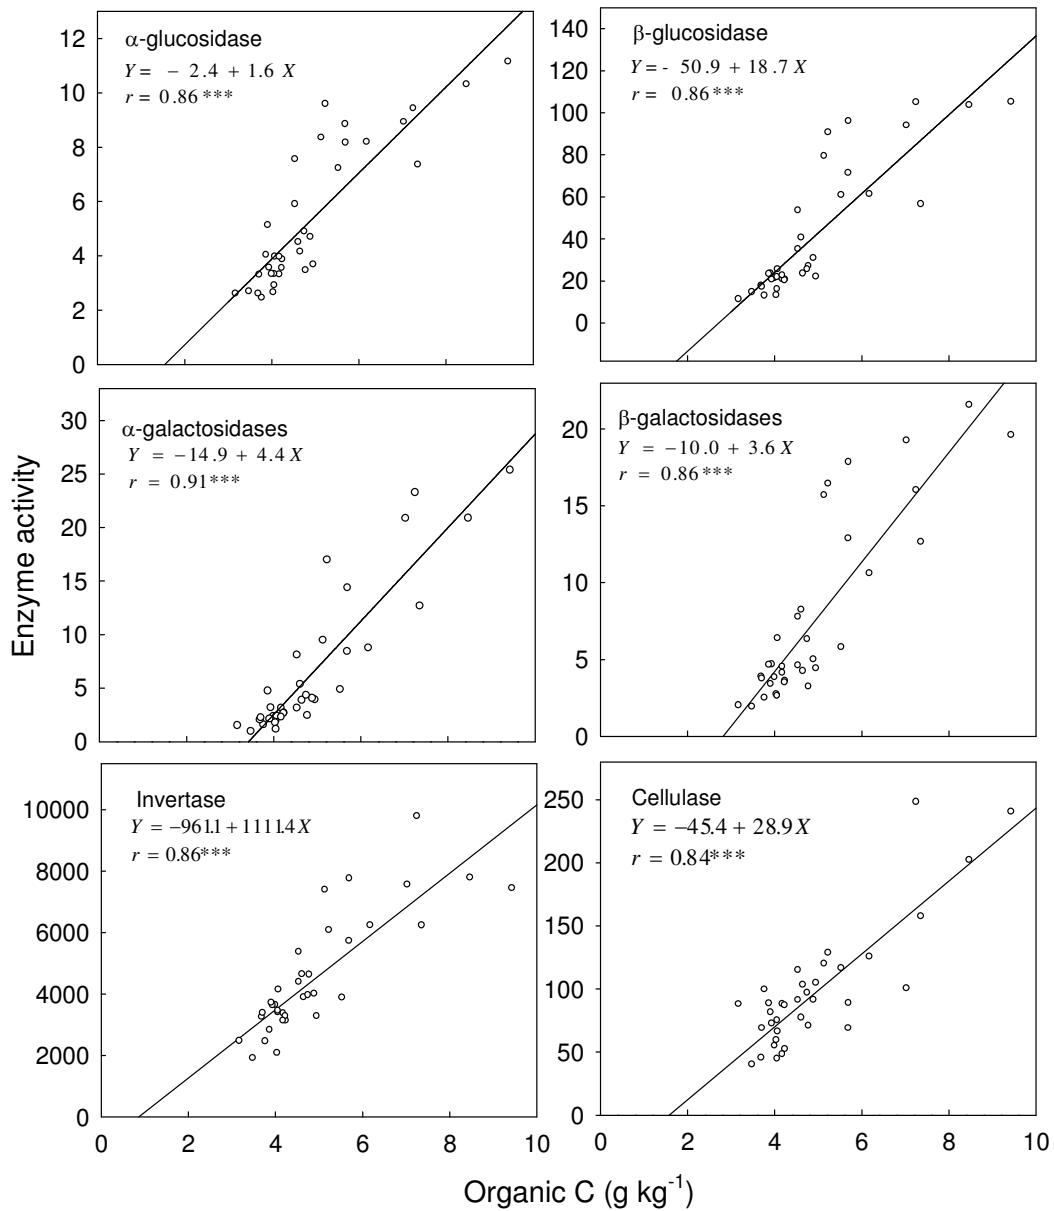 α-glucosidase
Y = − 2.4 + 1.6 X
r = 0.86 ***
12
10
8
6
4
2
0
β-glucosidase
Y = - 50.9 + 18.7 X
r = 0.86 ***
140
120
100
80
60
40
20
0
α-galactosidases
Y = −14.9 + 4.4 X
r = 0.91 ***
30
25
20
15
10
5
0
β-galactosidases
Y = −10.0 + 3.6 X
r = 0.86 ***
20
15
10
5
0
Enzyme activity
Invertase
Y = −961.1 + 1111.4 X
r = 0.86***
10000
8000
6000
4000
2000
0
0 2 4 6 8 10
Cellulase
Y = −45.4 + 28.9 X
r = 0.84***
250
200
150
100
50
0
0 2 4 6 8 10
Organic C (g kg⁻¹)